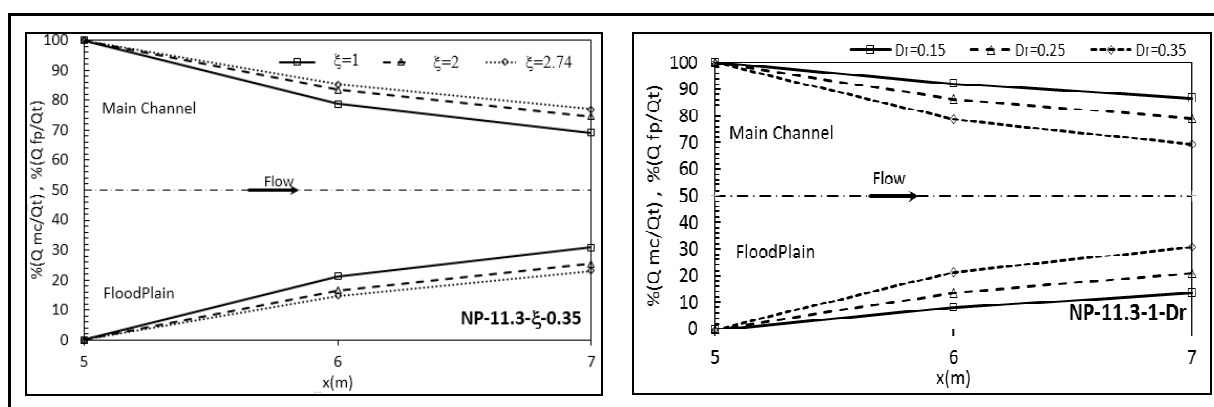 ξ=1 ξ=2 ξ=2.74
100
90
80
70
60
50
40
30
20
10
0
%(Q mc/Qt) , %(Q fp/Qt)
Main Channel
Flow
FloodPlain
NP-11.3-ξ-0.35
5 6 7
x(m)
Dr=0.15 Dr=0.25 Dr=0.35
100
90
80
70
60
50
40
30
20
10
0
%(Q mc/Qt) , %(Q fp/Qt)
Main Channel
Flow
FloodPlain
NP-11.3-1-Dr
5 6 7
x(m)